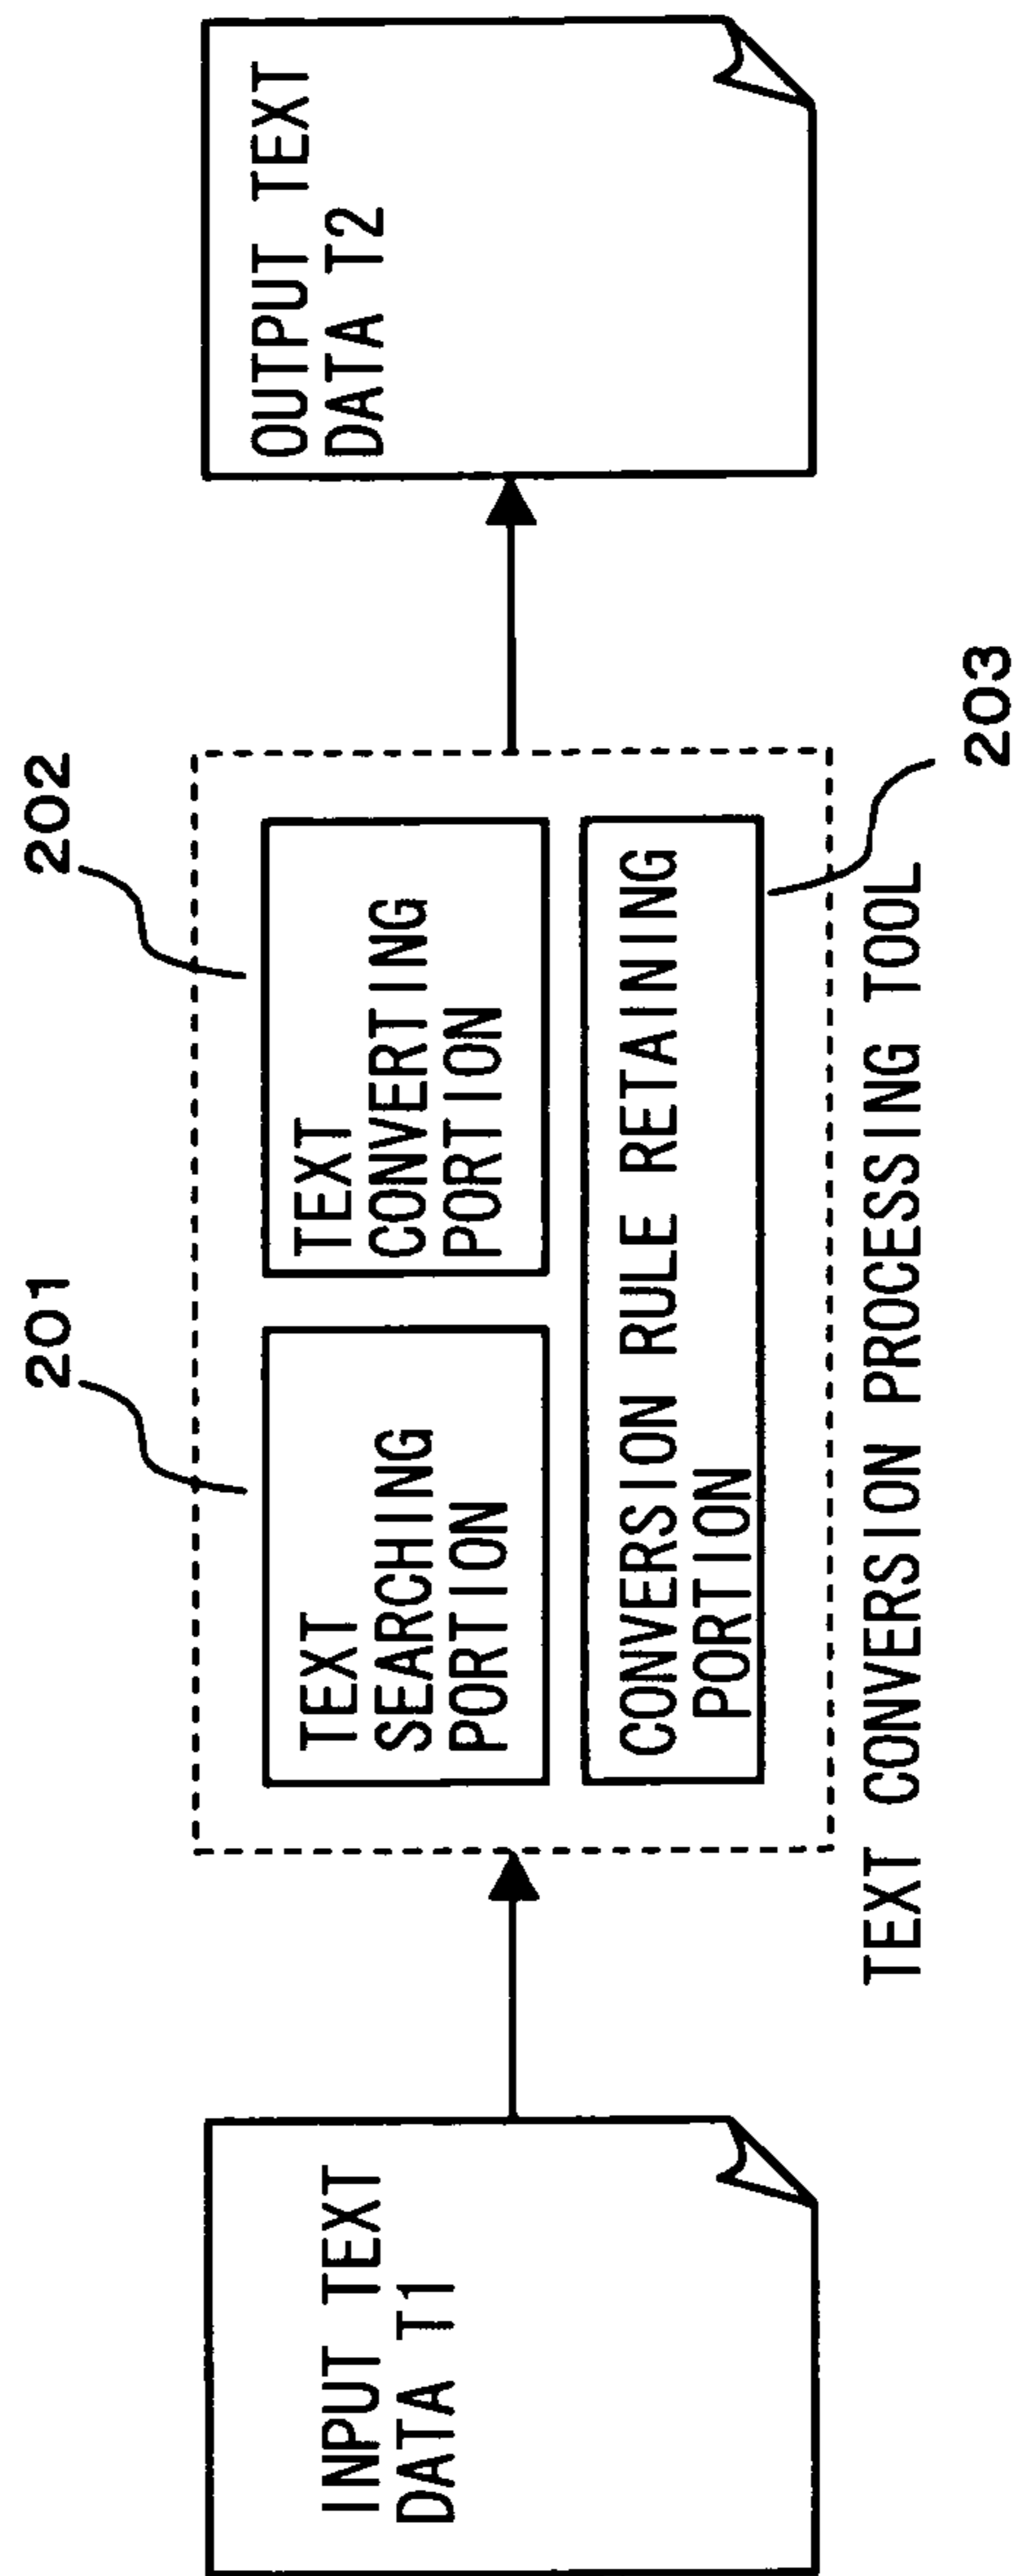 201
202
INPUT TEXT
DATA T1
TEXT
SEARCHING
PORTION
TEXT
CONVERTING
PORTION
OUTPUT TEXT
DATA T2
CONVERSION RULE RETAINING
PORTION
TEXT CONVERSION PROCESSING TOOL
203